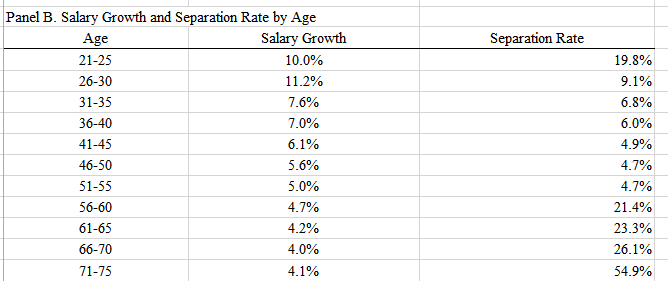 Panel B. Salary Growth and Separation Rate by Age
Age Salary Growth Separation Rate
21-25 10.0% 19.8%
26-30 11.2% 9.1%
31-35 7.6% 6.8%
36-40 7.0% 6.0%
41-45 6.1% 4.9%
46-50 5.6% 4.7%
51-55 5.0% 4.7%
56-60 4.7% 21.4%
61-65 4.2% 23.3%
66-70 4.0% 26.1%
71-75 4.1% 54.9%